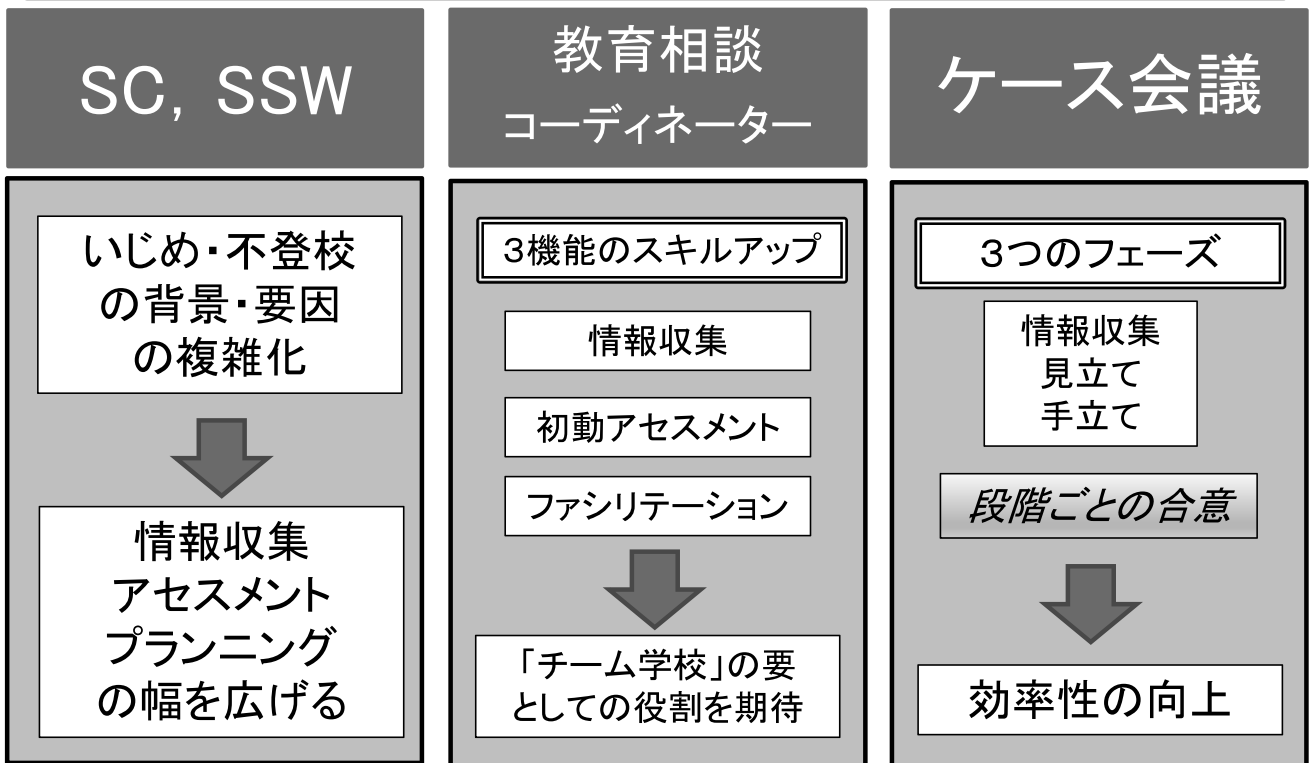 SC, SSW
いじめ・不登校
の背景・要因
の複雑化
情報収集
アセスメント
プランニング
の幅を広げる
教育相談
コーディネーター
３機能のスキルアップ
情報収集
初動アセスメント
ファシリテーション
「チーム学校」の要
としての役割を期待
ケース会議
３つのフェーズ
情報収集
見立て
手立て
段階ごとの合意
効率性の向上